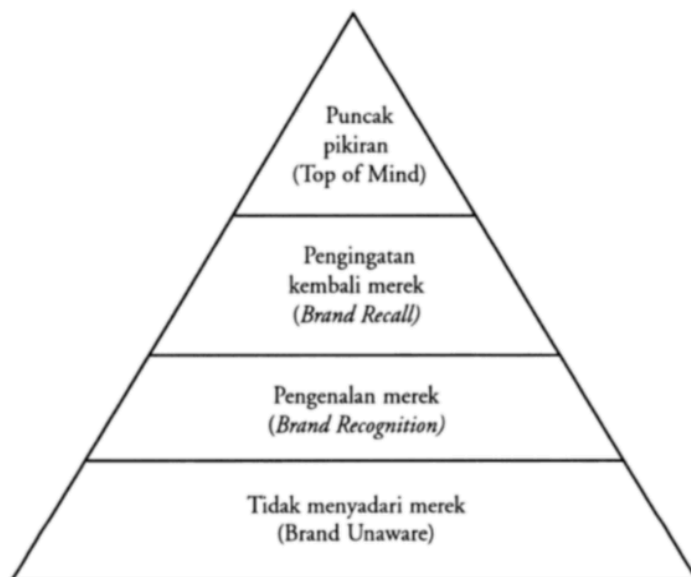 Puncak
pikiran
(Top of Mind)
Pengingatan
kembali merek
(Brand Recall)
Pengenalan merek
(Brand Recognition)
Tidak menyadari merek
(Brand Unaware)